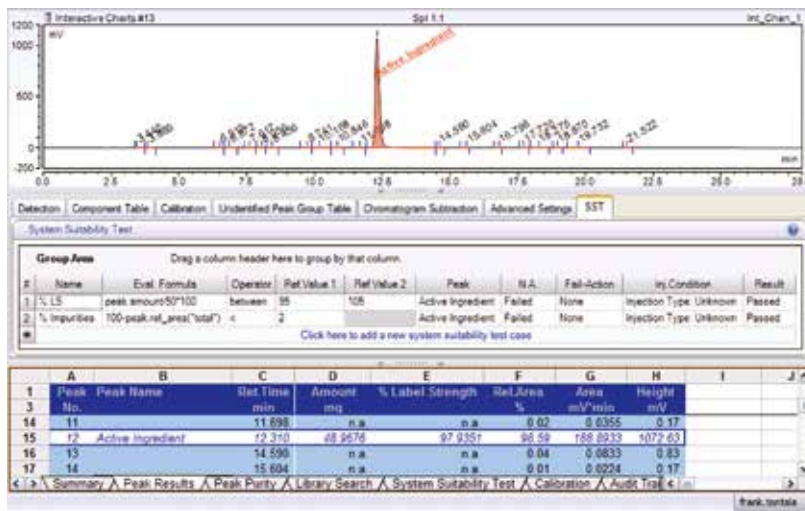 Interactive Charts #13 Spl 1.1 Int_Chan_1
1200
mV
1000
500
0
-200
Active_Ingredient
14.590 15.604 16.796 19.732 21.522
min
0.0 2.5 5.0 7.5 10.0 12.5 15.0 17.5 20.0 22.5 25.0 28
Detection Component Table Calibration Unidentified Peak Group Table Chromatogram Subtraction Advanced Settings SST
System Suitability Test
Group Area Drag a column header here to group by that column.
# Name Eval. Formula Operator Ref.Value 1 Ref.Value 2 Peak N.A. Fail-Action Inj.Condition Result
1 % LS peak.amount/50*100 between 95 105 Active Ingredient Failed None Injection Type: Unknown Passed
2 % Impurities 100-peak.rel_area("total") < 2 Active Ingredient Failed None Injection Type: Unknown Passed
Click here to add a new system suitability test case
A B C D E F G H I J
1 Peak Peak Name Ret.Time Amount % Label Strength Rel.Area Area Height
3 No. min mg % mV*min mV
14 11 11.698 n.a. n.a. 0.02 0.0355 0.17
15 12 Active Ingredient 12.310 48.9676 97.9351 98.59 188.8933 1072.63
16 13 14.590 n.a. n.a. 0.04 0.0833 0.83
17 14 15.604 n.a. n.a. 0.01 0.0224 0.17
Summary Peak Results Peak Purity Library Search System Suitability Test Calibration Audit Trail